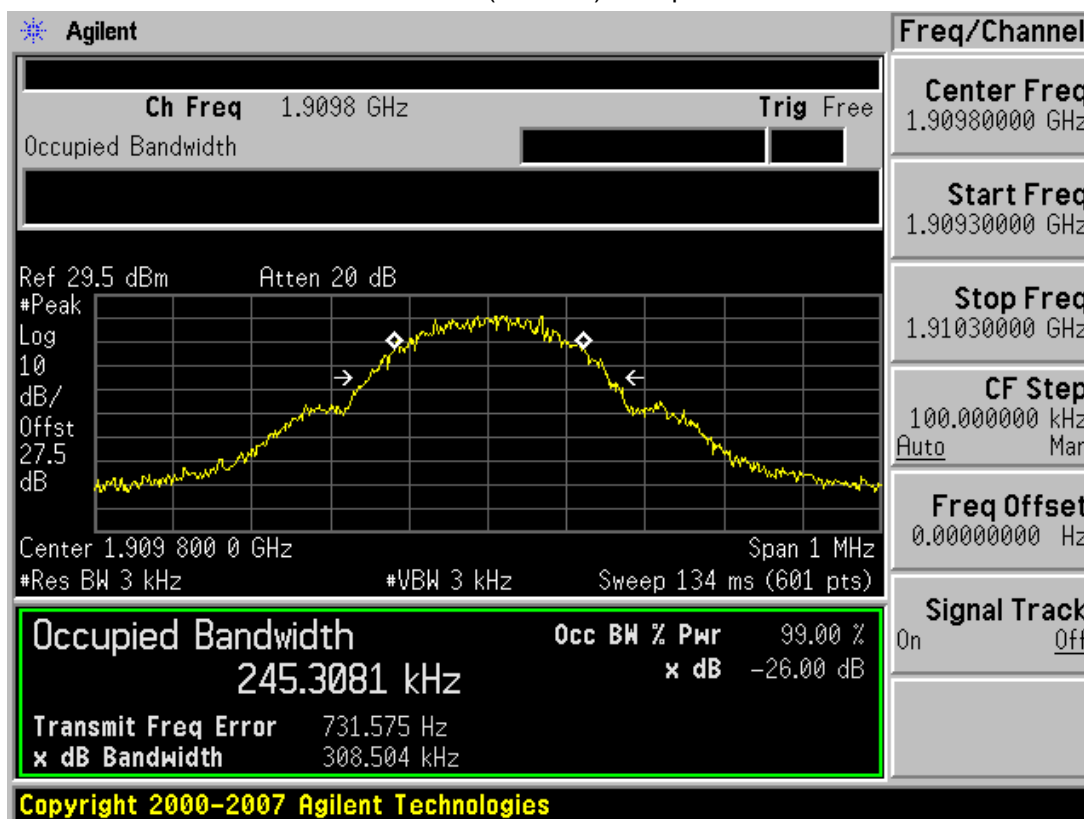 Agilent
Freq/Channel
Ch Freq 1.9098 GHz Trig Free
Occupied Bandwidth
Center Freq
1.90980000 GHz
Start Freq
1.90930000 GHz
Stop Freq
1.91030000 GHz
CF Step
100.000000 kHz
Auto Man
Freq Offset
0.00000000 Hz
Signal Track
On Off
Ref 29.5 dBm Atten 20 dB
#Peak
Log
10
dB/
Offst
27.5
dB
Center 1.909 800 0 GHz Span 1 MHz
#Res BW 3 kHz #VBW 3 kHz Sweep 134 ms (601 pts)
Occupied Bandwidth Occ BW % Pwr 99.00 %
245.3081 kHz x dB -26.00 dB
Transmit Freq Error 731.575 Hz
x dB Bandwidth 308.504 kHz
Copyright 2000-2007 Agilent Technologies